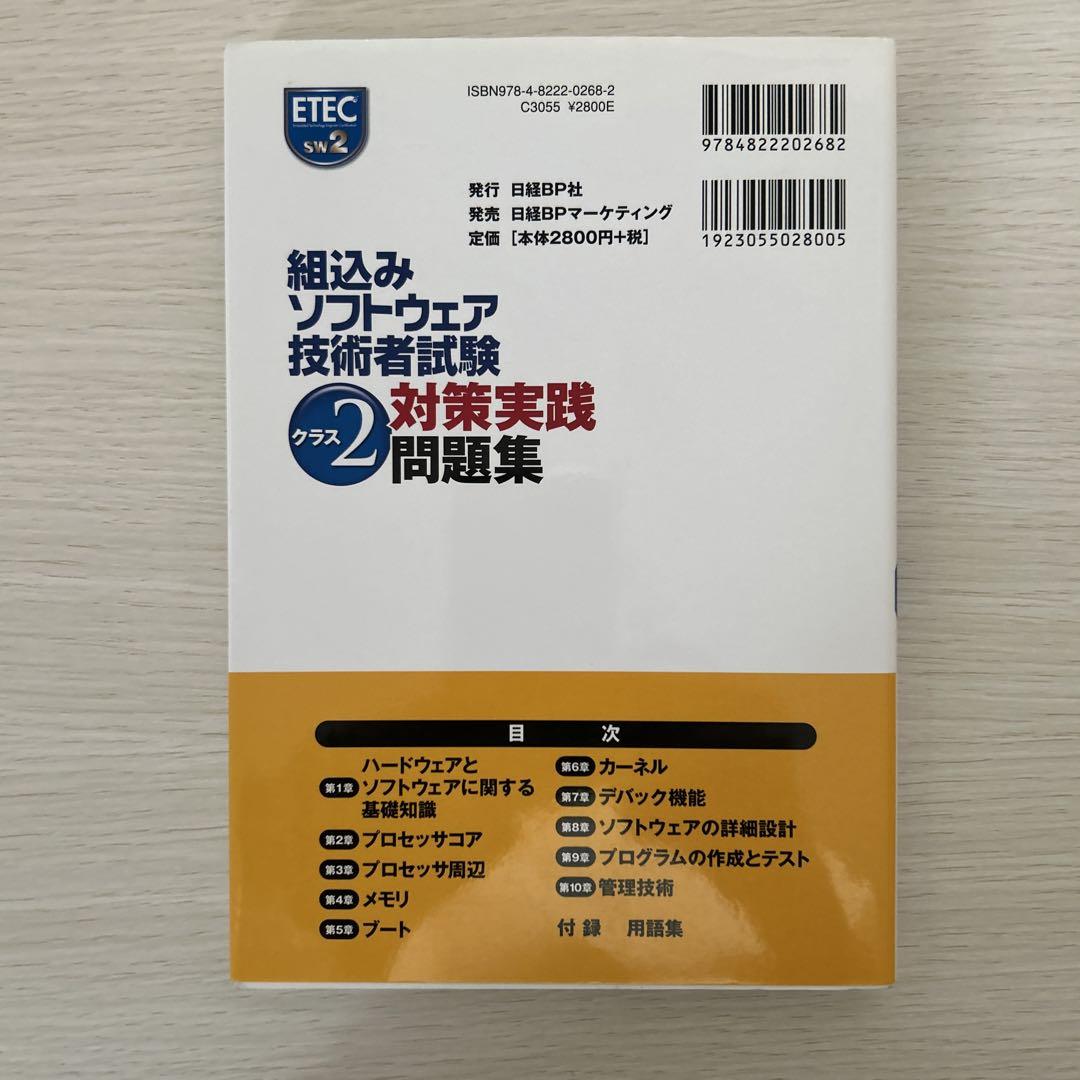 ETEC
SW2
ISBN978-4-8222-0268-2
C3055 ¥2800E
9784822202682
発行 日経BP社
発売 日経BPマーケティング
定価 [本体2800円+税]
1923055028005
組込み
ソフトウェア
技術者試験
クラス2
対策実践
問題集
目 次
第1章 ハードウェアと
ソフトウェアに関する
基礎知識
第2章 プロセッサコア
第3章 プロセッサ周辺
第4章 メモリ
第5章 ブート
第6章 カーネル
第7章 デバック機能
第8章 ソフトウェアの詳細設計
第9章 プログラムの作成とテスト
第10章 管理技術
付 録 用語集